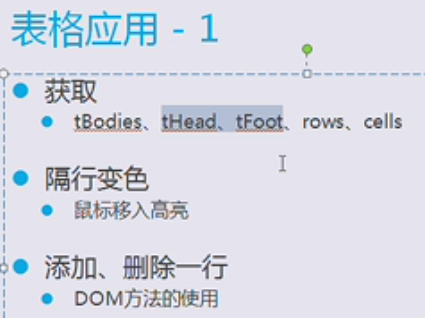 表格应用 - 1
获取
tBodies、tHead、tFoot、rows、cells
隔行变色
鼠标移入高亮
添加、删除一行
DOM方法的使用